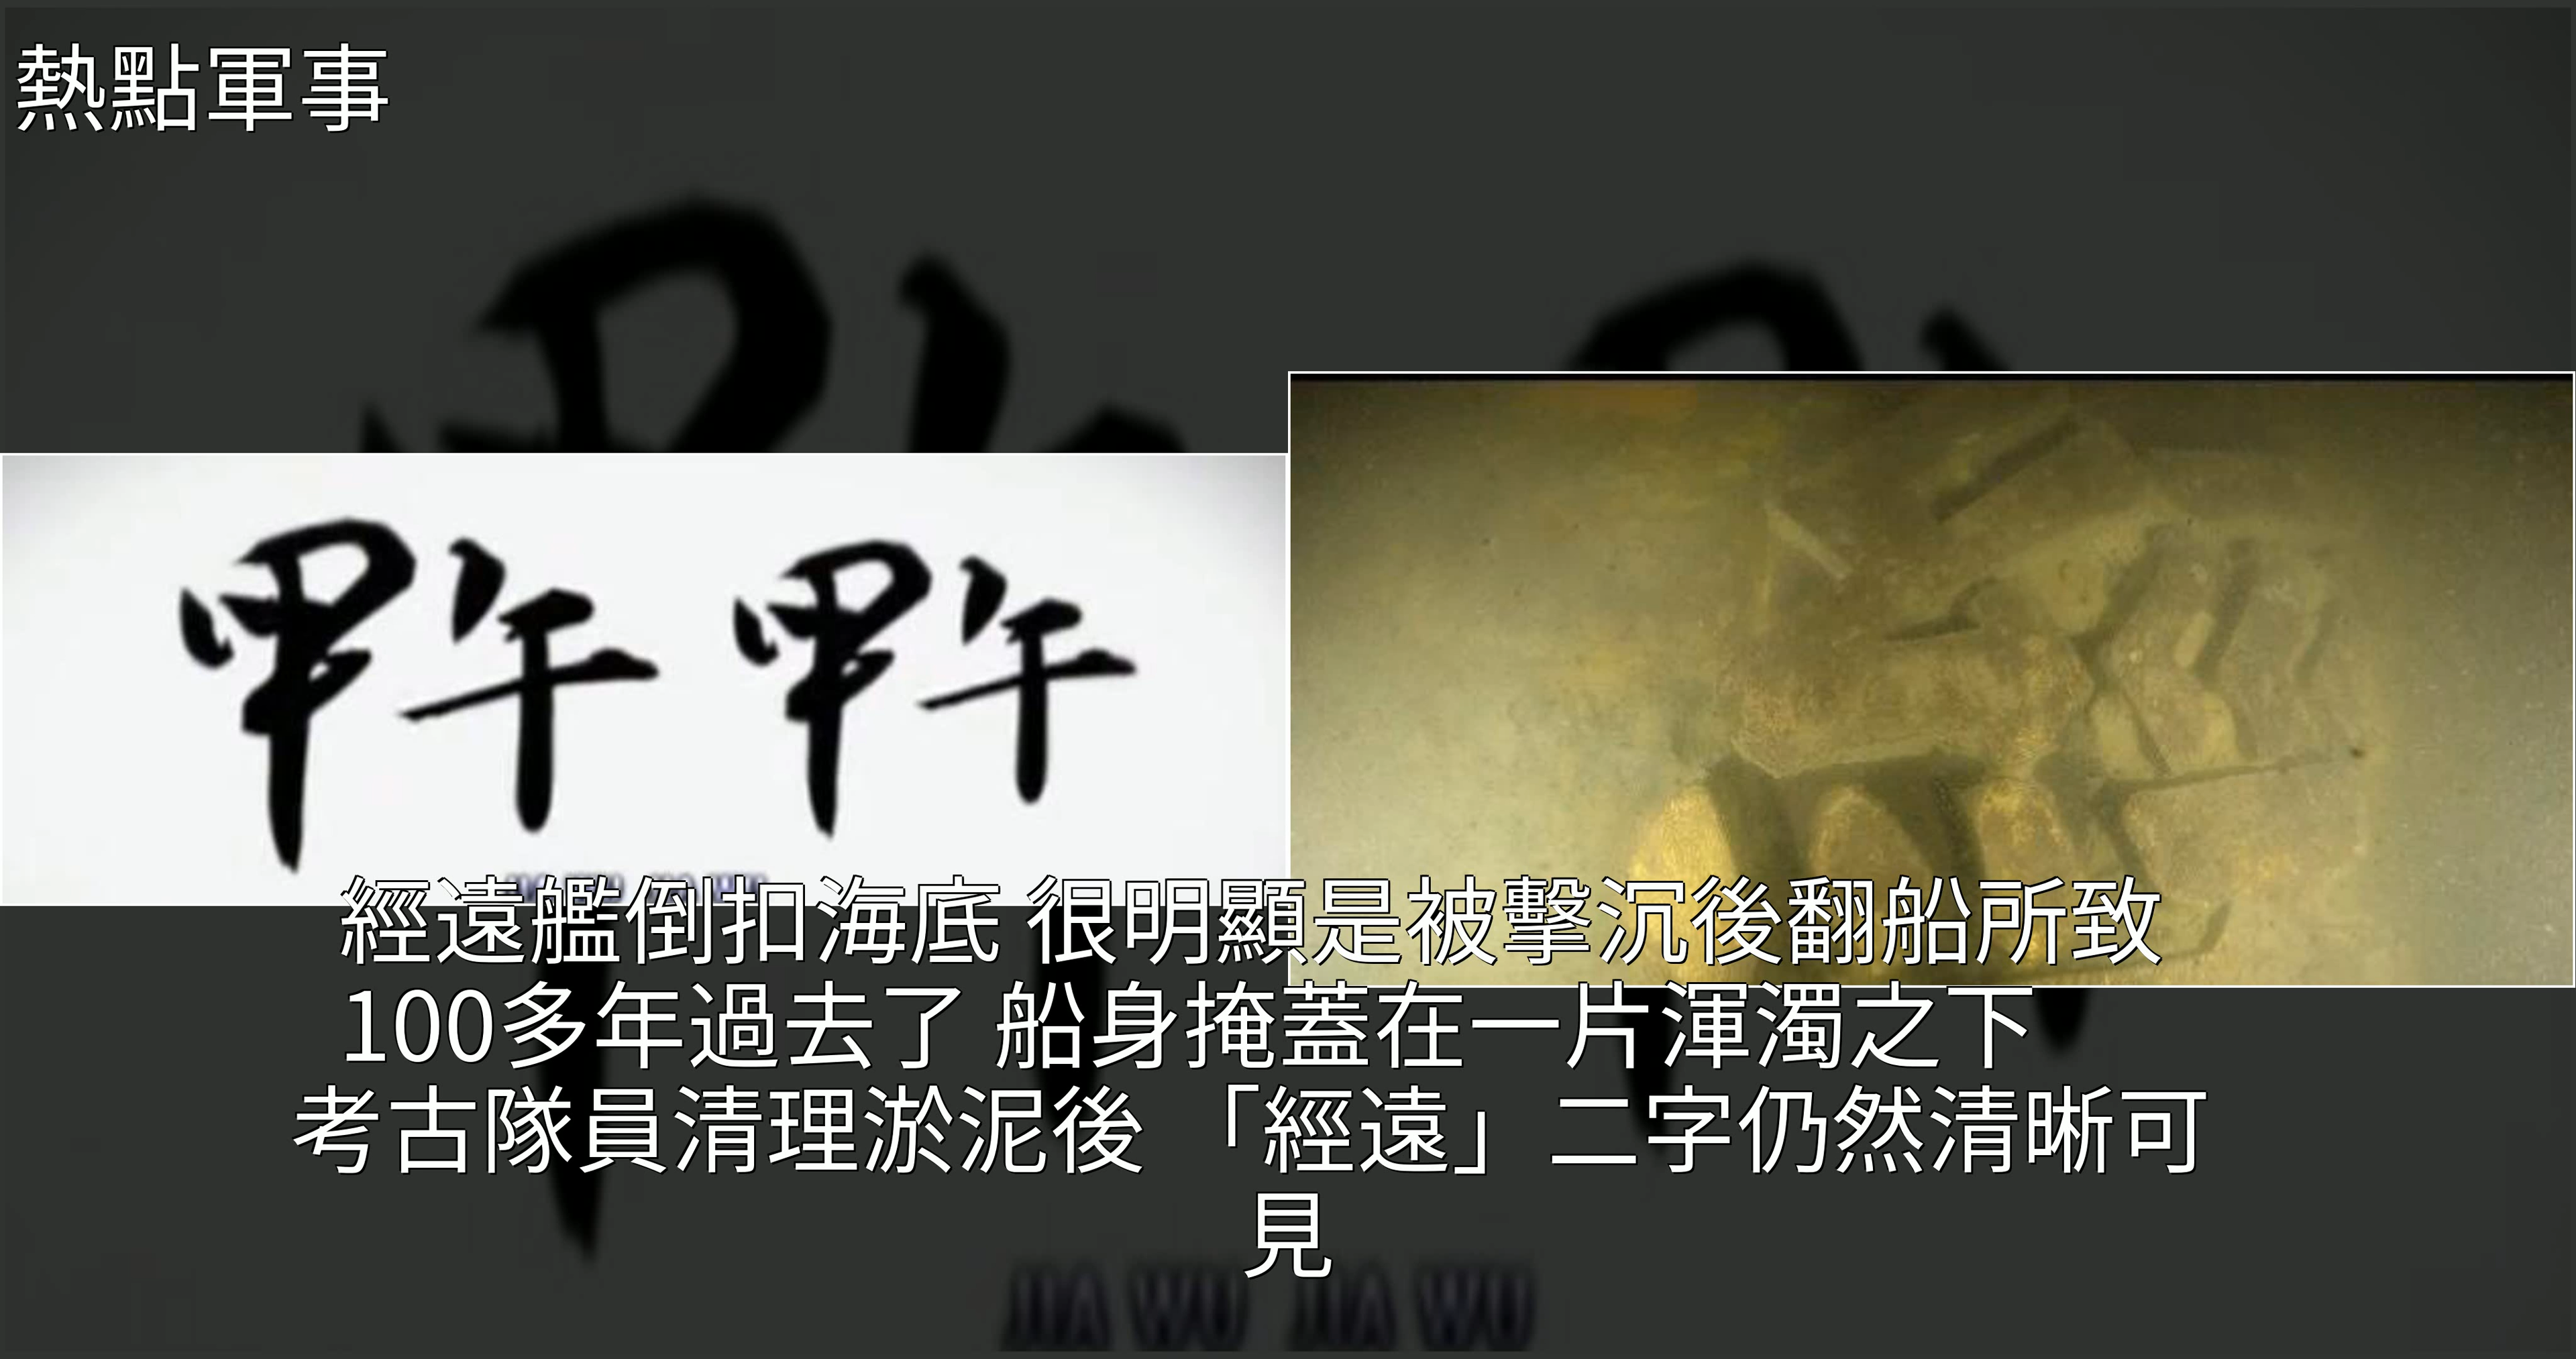 熱點軍事
甲午 甲午
經遠艦倒扣海底 很明顯是被擊沉後翻船所致
100多年過去了 船身掩蓋在一片渾濁之下
考古隊員清理淤泥後 「經遠」二字仍然清晰可
見
JIA WU JIA WU